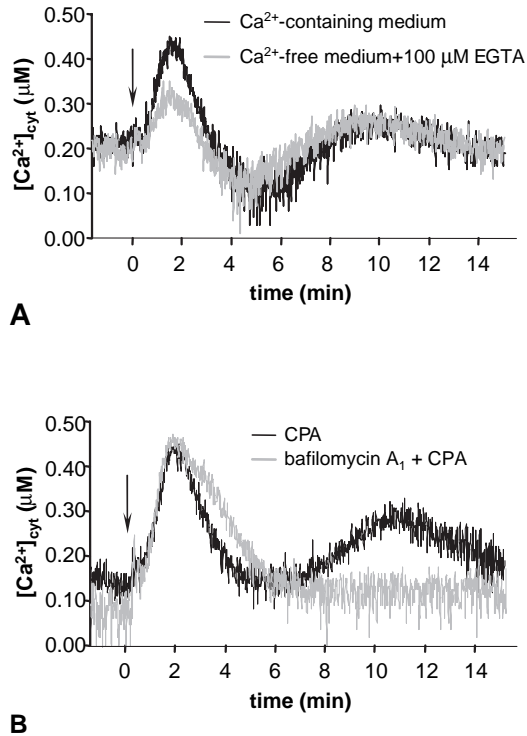 Ca²⁺-containing medium
Ca²⁺-free medium+100 μM EGTA
[Ca²⁺]cyt (μM)
0.50
0.40
0.30
0.20
0.10
0.00
0 2 4 6 8 10 12 14
time (min)
A
CPA
bafilomycin A₁ + CPA
[Ca²⁺]cyt (μM)
0.50
0.40
0.30
0.20
0.10
0.00
0 2 4 6 8 10 12 14
time (min)
B